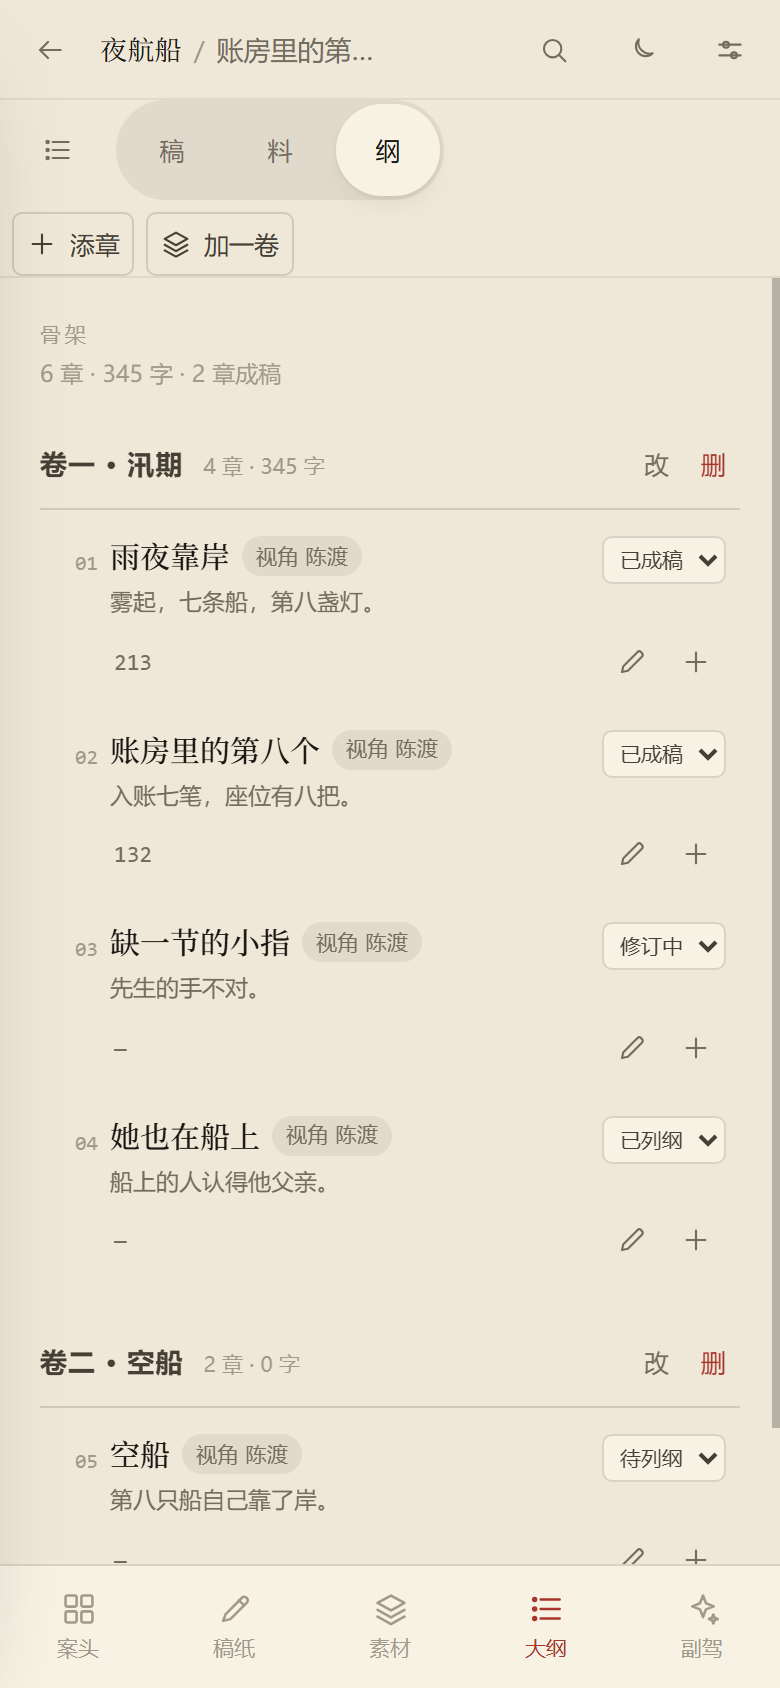 夜航船 / 账房里的第...
稿 料 纲
添章 加一卷
骨架
6 章 · 345 字 · 2 章成稿
卷一 · 汛期 4 章 · 345 字 改 删
01 雨夜靠岸 视角 陈渡 已成稿
雾起，七条船，第八盏灯。
213
02 账房里的第八个 视角 陈渡 已成稿
入账七笔，座位有八把。
132
03 缺一节的小指 视角 陈渡 修订中
先生的手不对。
–
04 她也在船上 视角 陈渡 已列纲
船上的人认得他父亲。
–
卷二 · 空船 2 章 · 0 字 改 删
05 空船 视角 陈渡 待列纲
第八只船自己靠了岸。
–
案头 稿纸 素材 大纲 副驾